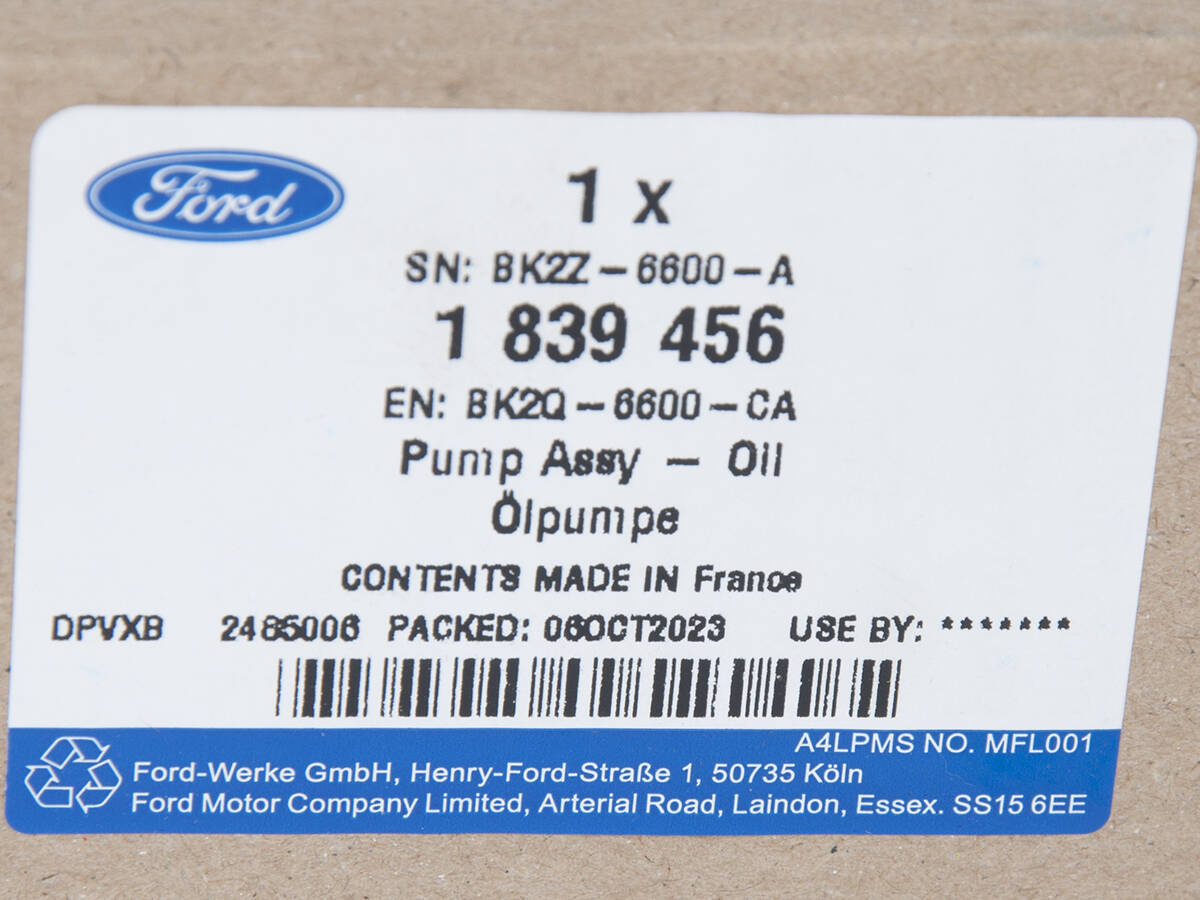 Ford
1 x
SN: BK2Z-6600-A
1 839 456
EN: BK2Q-6600-CA
Pump Assy - Oil
Ölpumpe
CONTENTS MADE IN France
DPVXB 2485006 PACKED: 06OCT2023 USE BY: *******
A4LPMS NO. MFL001
Ford-Werke GmbH, Henry-Ford-Straße 1, 50735 Köln
Ford Motor Company Limited, Arterial Road, Laindon, Essex. SS15 6EE